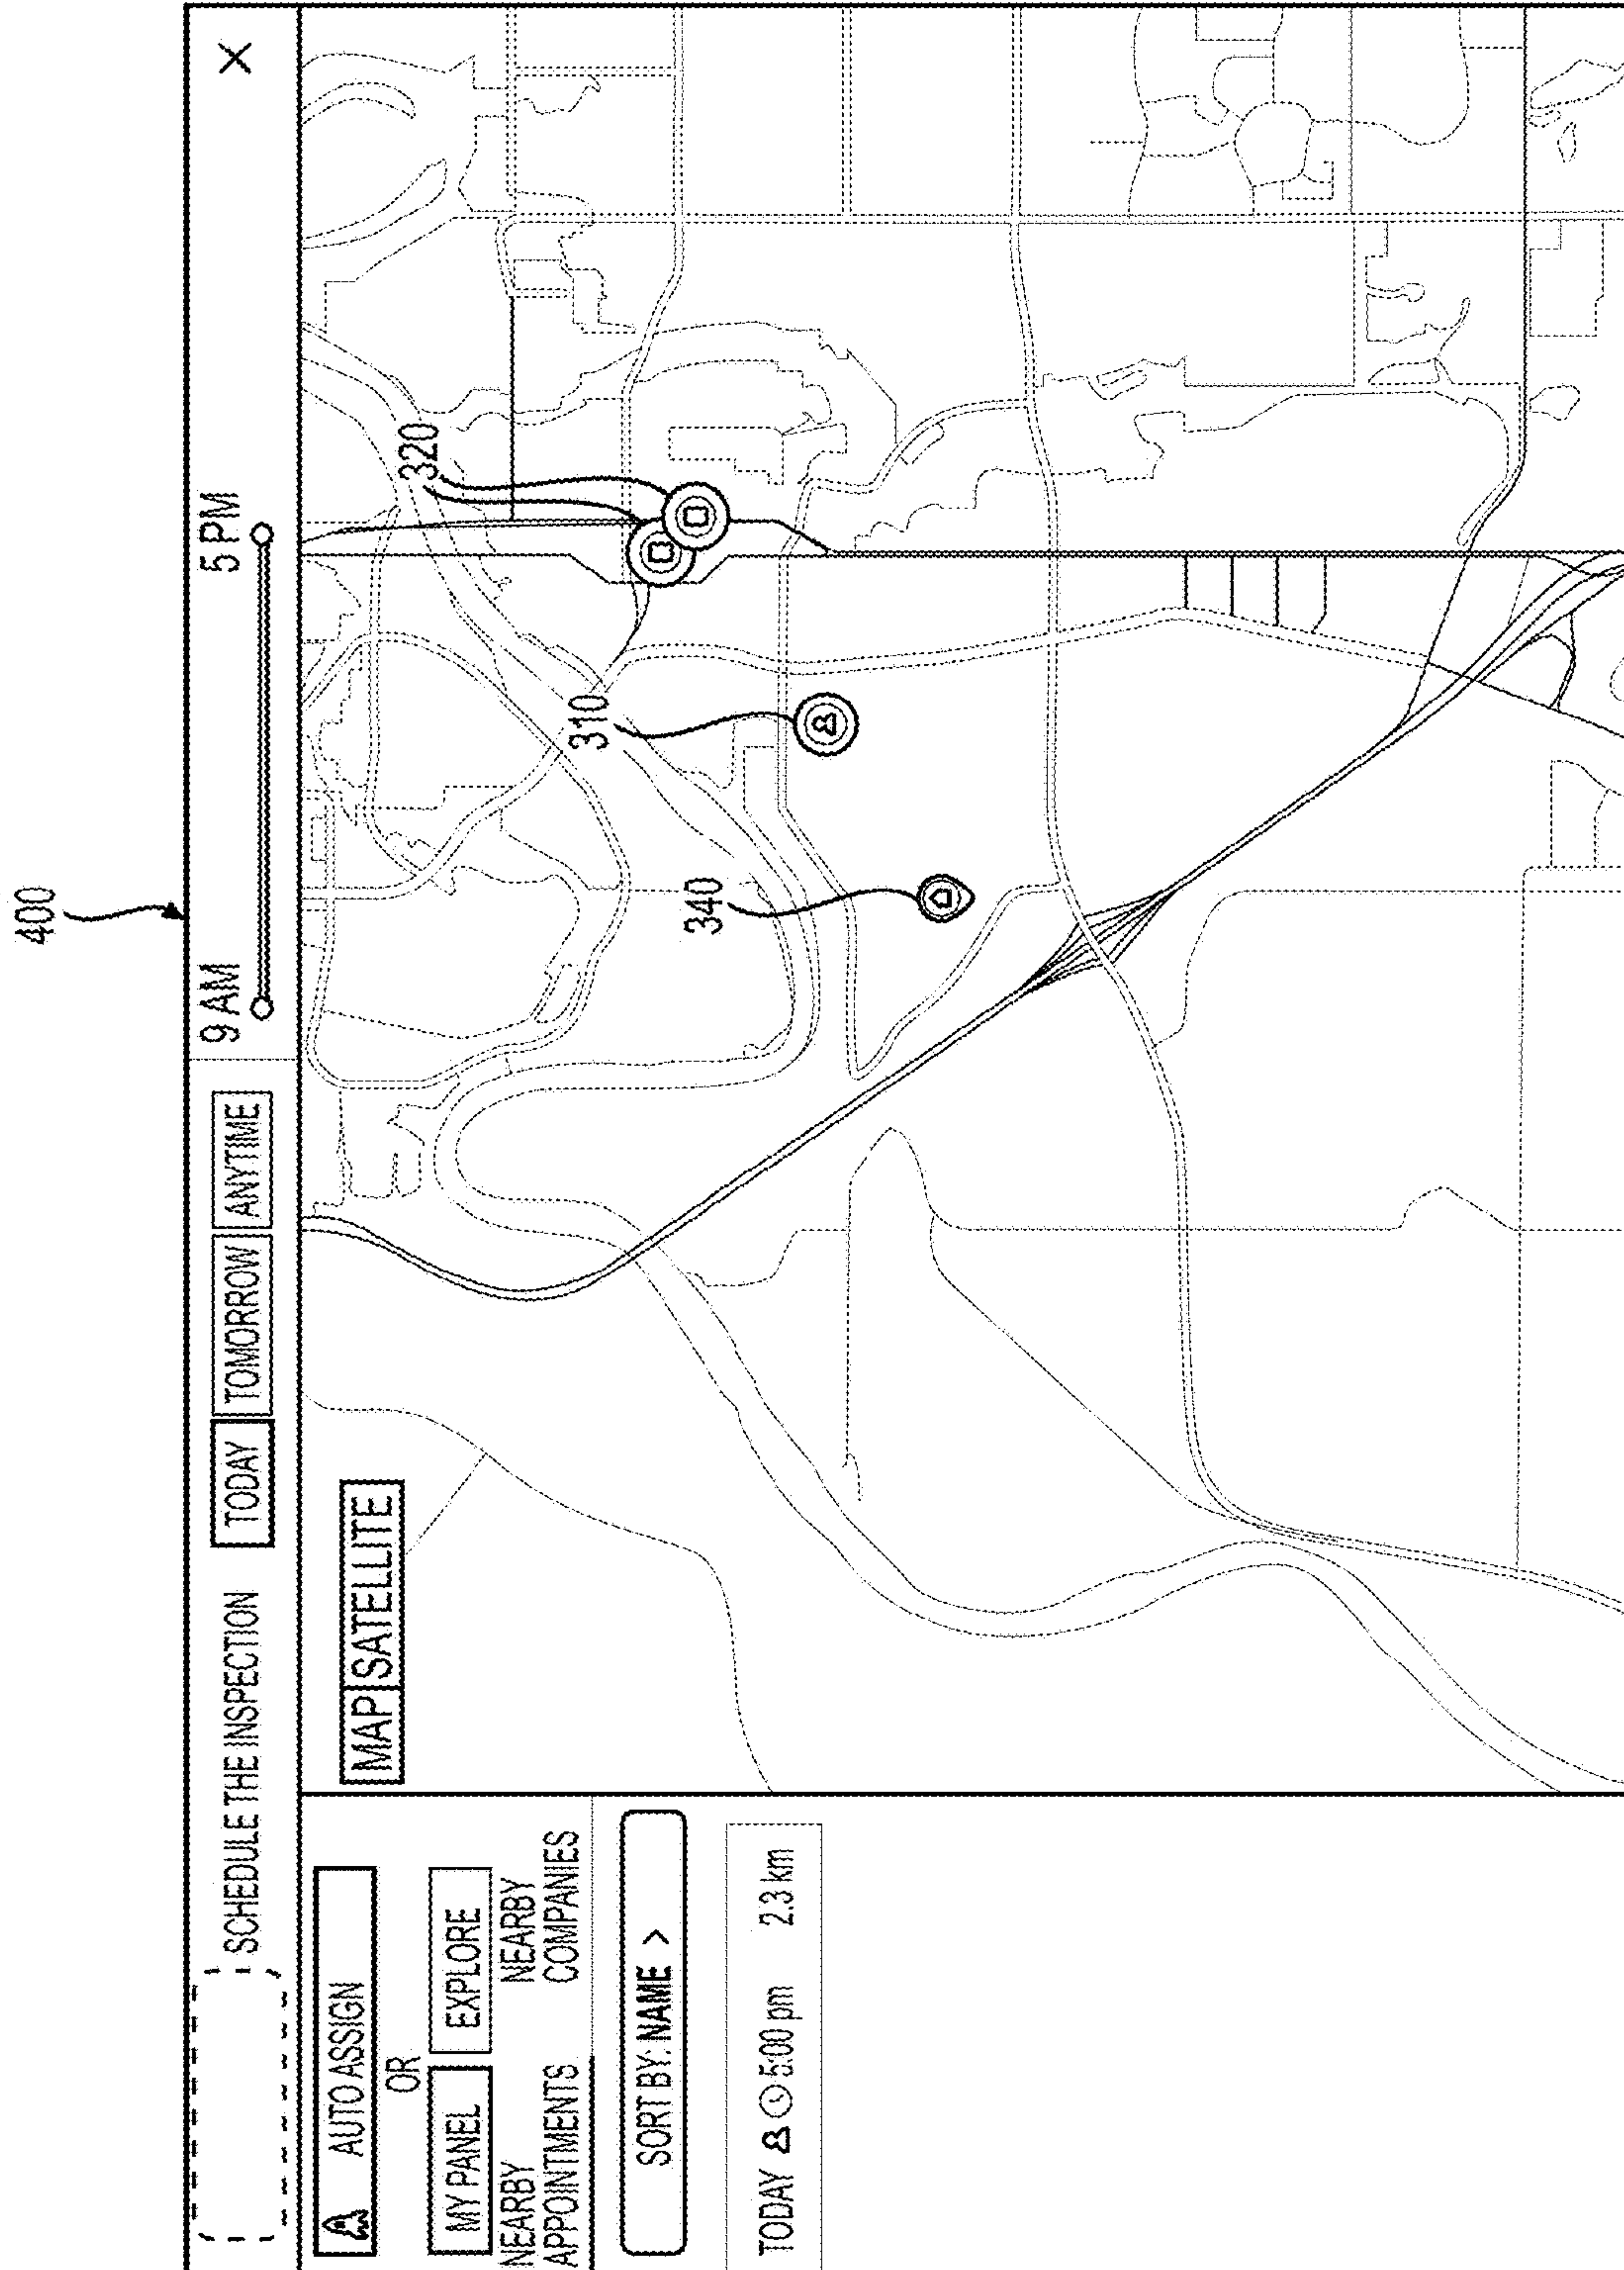 400
SCHEDULE THE INSPECTION
TODAY TOMORROW ANYTIME
9 AM 5 PM X
AUTO ASSIGN
OR
MY PANEL EXPLORE
NEARBY APPOINTMENTS
NEARBY COMPANIES
SORT BY: NAME >
TODAY 5:00 pm 2.3 km
MAP SATELLITE
320
310
340